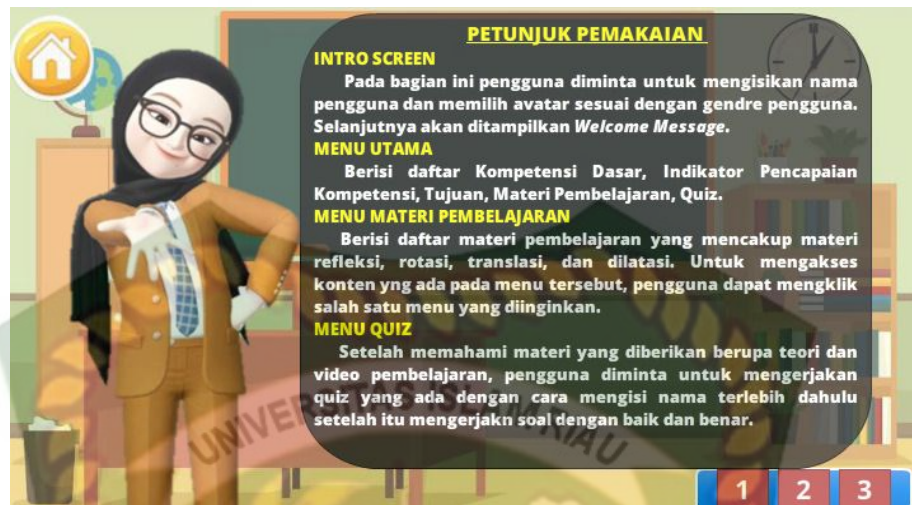 PETUNJUK PEMAKAIAN
INTRO SCREEN
Pada bagian ini pengguna diminta untuk mengisikan nama
pengguna dan memilih avatar sesuai dengan gendre pengguna.
Selanjutnya akan ditampilkan Welcome Message.
MENU UTAMA
Berisi daftar Kompetensi Dasar, Indikator Pencapaian
Kompetensi, Tujuan, Materi Pembelajaran, Quiz.
MENU MATERI PEMBELAJARAN
Berisi daftar materi pembelajaran yang mencakup materi
refleksi, rotasi, translasi, dan dilatasi. Untuk mengakses
konten yng ada pada menu tersebut, pengguna dapat mengklik
salah satu menu yang diinginkan.
MENU QUIZ
Setelah memahami materi yang diberikan berupa teori dan
video pembelajaran, pengguna diminta untuk mengerjakan
quiz yang ada dengan cara mengisi nama terlebih dahulu
setelah itu mengerjakn soal dengan baik dan benar.
UNIVERSITAS ISLAM RIAU
1 2 3